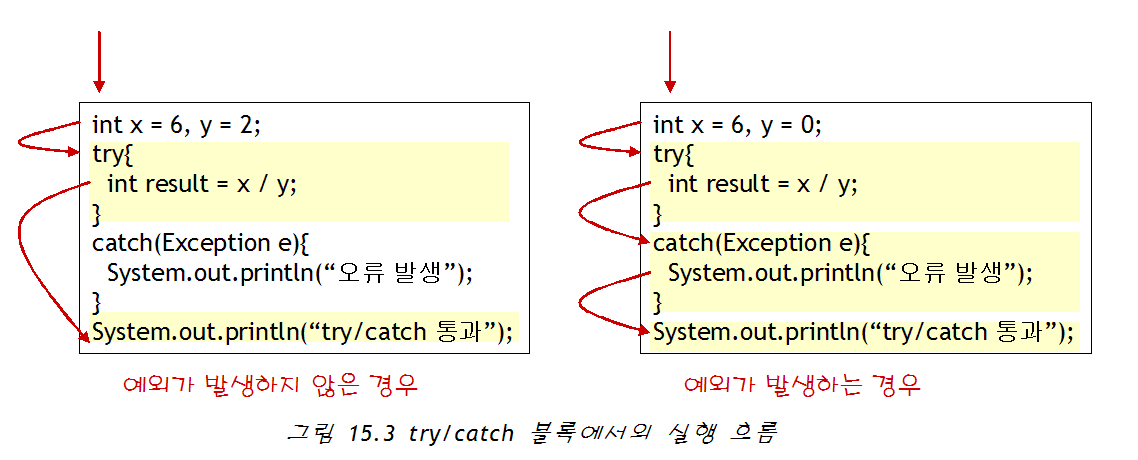 int x = 6, y = 2;
try{
int result = x / y;
}
catch(Exception e){
System.out.println(“오류 발생”);
}
System.out.println(“try/catch 통과”);
예외가 발생하지 않은 경우
int x = 6, y = 0;
try{
int result = x / y;
}
catch(Exception e){
System.out.println(“오류 발생”);
}
System.out.println(“try/catch 통과”);
예외가 발생하는 경우
그림 15.3 try/catch 블록에서의 실행 흐름